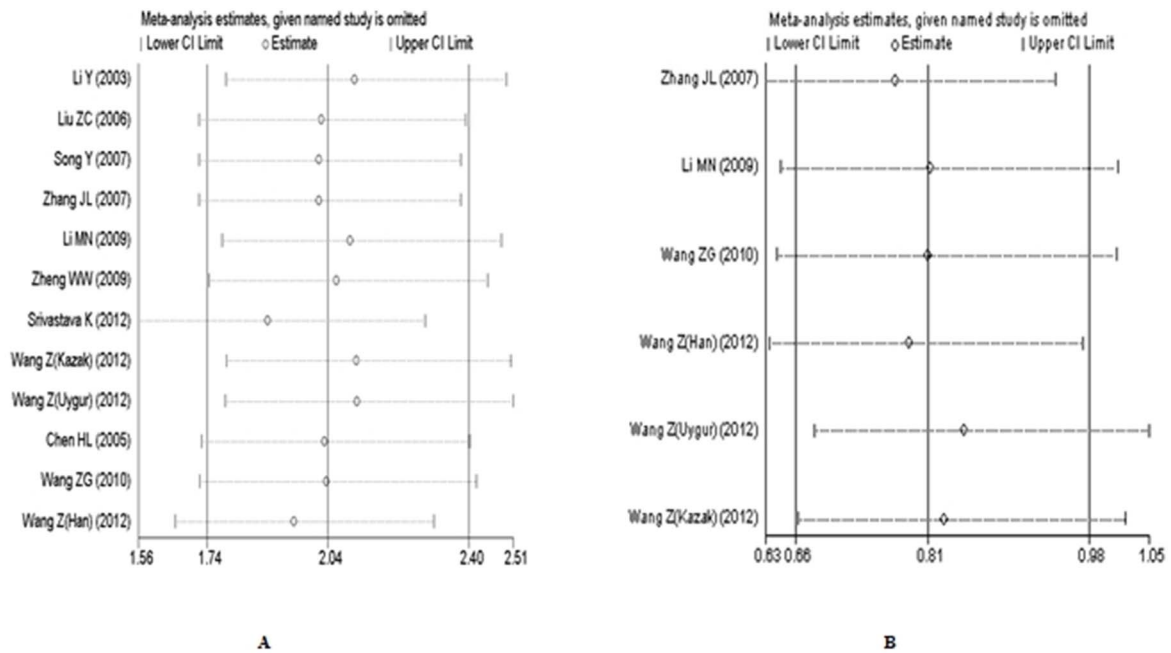 Meta-analysis estimates, given named study is omitted
| Lower CI Limit ○ Estimate | Upper CI Limit
Li Y (2003)
Liu ZC (2006)
Song Y (2007)
Zhang JL (2007)
Li MN (2009)
Zheng WW (2009)
Srivastava K (2012)
Wang Z(Kazak) (2012)
Wang Z(Uygur) (2012)
Chen HL (2005)
Wang ZG (2010)
Wang Z(Han) (2012)
1.56 1.74 2.04 2.40 2.51
A
Meta-analysis estimates, given named study is omitted
| Lower CI Limit ◇ Estimate | Upper CI Limit
Zhang JL (2007)
Li MN (2009)
Wang ZG (2010)
Wang Z(Han) (2012)
Wang Z(Uygur) (2012)
Wang Z(Kazak) (2012)
0.63 0.66 0.81 0.98 1.05
B